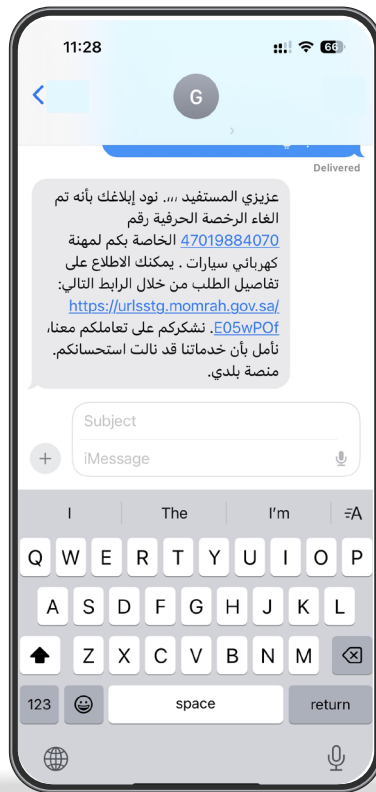 11:28
66
G
Delivered
عزيزي المستفيد ،،،. نود إبلاغك بأنه تم
الغاء الرخصة الحرفية رقم
47019884070 الخاصة بكم لمهنة
كهربائي سيارات . يمكنك الاطلاع على
تفاصيل الطلب من خلال الرابط التالي:
https://urlsstg.momrah.gov.sa/
E05wPOf. نشكركم على تعاملكم معنا،
نأمل بأن خدماتنا قد نالت استحسانكم.
منصة بلدي.
Subject
iMessage
I The I'm
Q W E R T Y U I O P
A S D F G H J K L
Z X C V B N M
123 space return